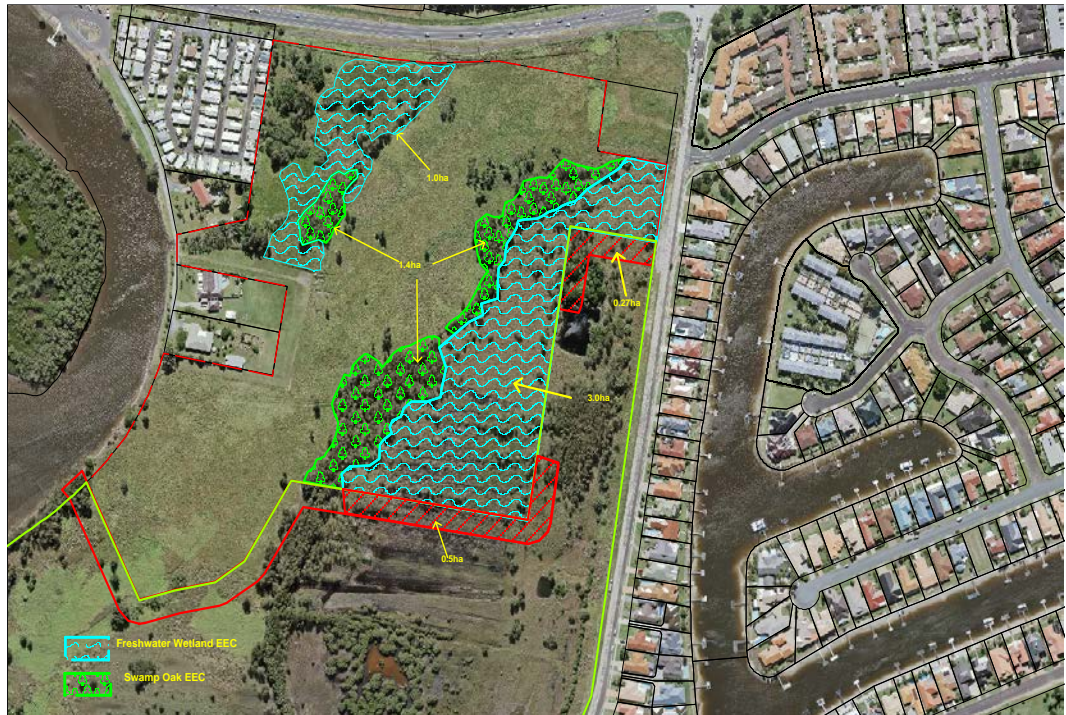 1.0ha
1.4ha
0.27ha
3.0ha
0.5ha
Freshwater Wetland EEC
Swamp Oak EEC